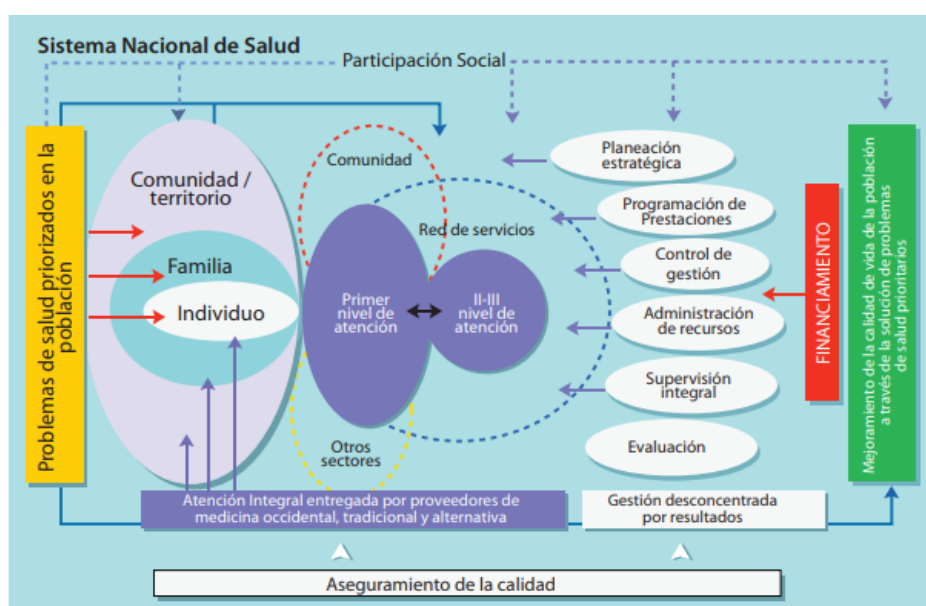 Sistema Nacional de Salud
Participación Social
Problemas de salud priorizados en la
población
Comunidad /
territorio
Familia
Individuo
Comunidad
Red de servicios
Primer
nivel de
atención
II-III
nivel de
atención
Otros
sectores
Planeación
estratégica
Programación de
Prestaciones
Control de
gestión
Administración
de recursos
Supervisión
integral
Evaluación
FINANCIAMIENTO
Mejoramiento de la calidad de vida de la población
a través de la solución de problemas
de salud prioritarios
Atención Integral entregada por proveedores de
medicina occidental, tradicional y alternativa
Gestión desconcentrada
por resultados
Aseguramiento de la calidad